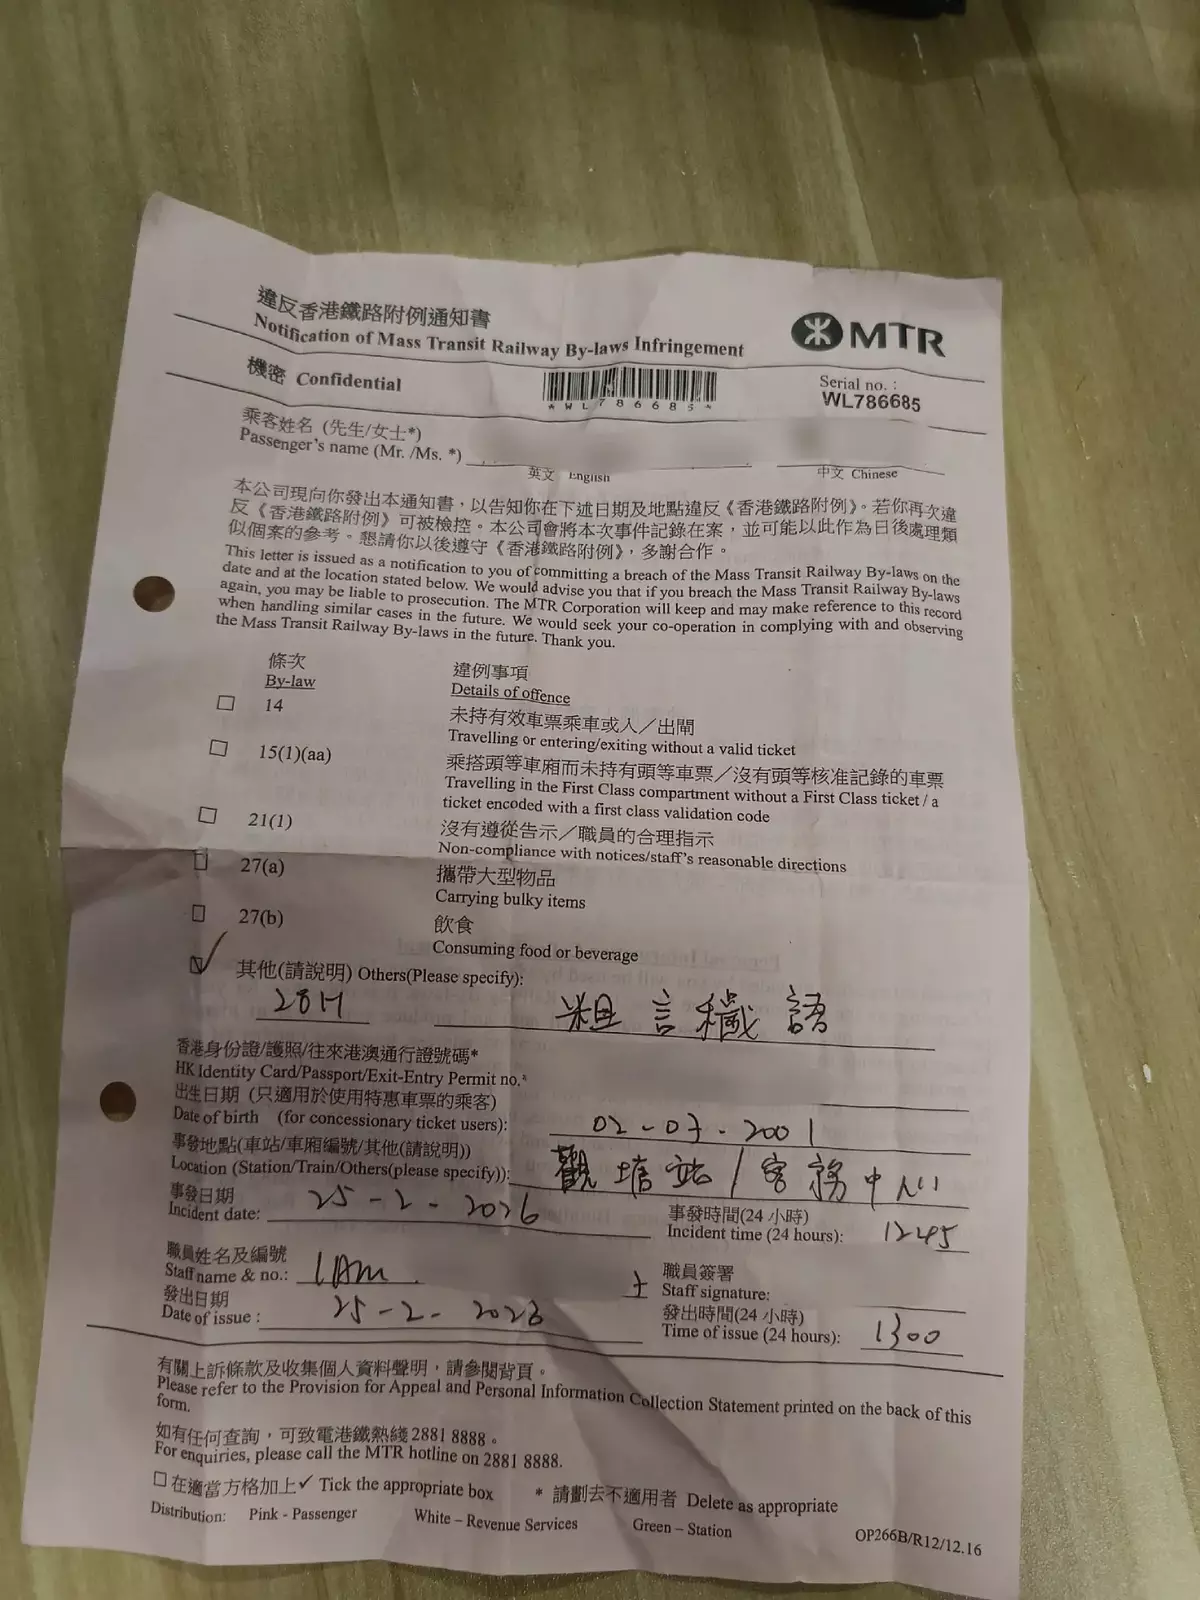 違反香港鐵路附例通知書
Notification of Mass Transit Railway By-laws Infringement
MTR
機密 Confidential
*WL786685*
Serial no. :
WL786685
乘客姓名 (先生/女士*)
Passenger's name (Mr. /Ms. *)
英文 English
中文 Chinese
本公司現向你發出本通知書，以告知你在下述日期及地點違反《香港鐵路附例》。若你再次違
反《香港鐵路附例》可被檢控。本公司會將本次事件記錄在案，並可能以此作為日後處理類
似個案的參考。懇請你以後遵守《香港鐵路附例》，多謝合作。
This letter is issued as a notification to you of committing a breach of the Mass Transit Railway By-laws on the
date and at the location stated below. We would advise you that if you breach the Mass Transit Railway By-laws
again, you may be liable to prosecution. The MTR Corporation will keep and may make reference to this record
when handling similar cases in the future. We would seek your co-operation in complying with and observing
the Mass Transit Railway By-laws in the future. Thank you.
條次
By-law
違例事項
Details of offence
14
未持有效車票乘車或入／出閘
Travelling or entering/exiting without a valid ticket
15(1)(aa)
乘搭頭等車廂而未持有頭等車票／沒有頭等核准記錄的車票
Travelling in the First Class compartment without a First Class ticket / a
ticket encoded with a first class validation code
21(1)
沒有遵從告示／職員的合理指示
Non-compliance with notices/staff's reasonable directions
27(a)
攜帶大型物品
Carrying bulky items
27(b)
飲食
Consuming food or beverage
✓ 其他(請說明) Others(Please specify):
28H 粗言穢語
香港身份證/護照/往來港澳通行證號碼*
HK Identity Card/Passport/Exit-Entry Permit no.*
出生日期 (只適用於使用特惠車票的乘客)
Date of birth (for concessionary ticket users): 02-07-2001
事發地點(車站/車廂編號/其他(請說明))
Location (Station/Train/Others(please specify)): 觀塘站 / 客務中心
事發日期
Incident date: 25-2-2026
事發時間(24 小時)
Incident time (24 hours): 1245
職員姓名及編號
Staff name & no.: LAM
職員簽署
Staff signature:
發出日期
Date of issue : 25-2-2026
發出時間(24 小時)
Time of issue (24 hours): 1300
有關上訴條款及收集個人資料聲明，請參閱背頁。
Please refer to the Provision for Appeal and Personal Information Collection Statement printed on the back of this
form.
如有任何查詢，可致電港鐵熱綫 2881 8888。
For enquiries, please call the MTR hotline on 2881 8888.
在適當方格加上✓ Tick the appropriate box
* 請劃去不適用者 Delete as appropriate
Distribution: Pink - Passenger White – Revenue Services Green – Station
OP266B/R12/12.16